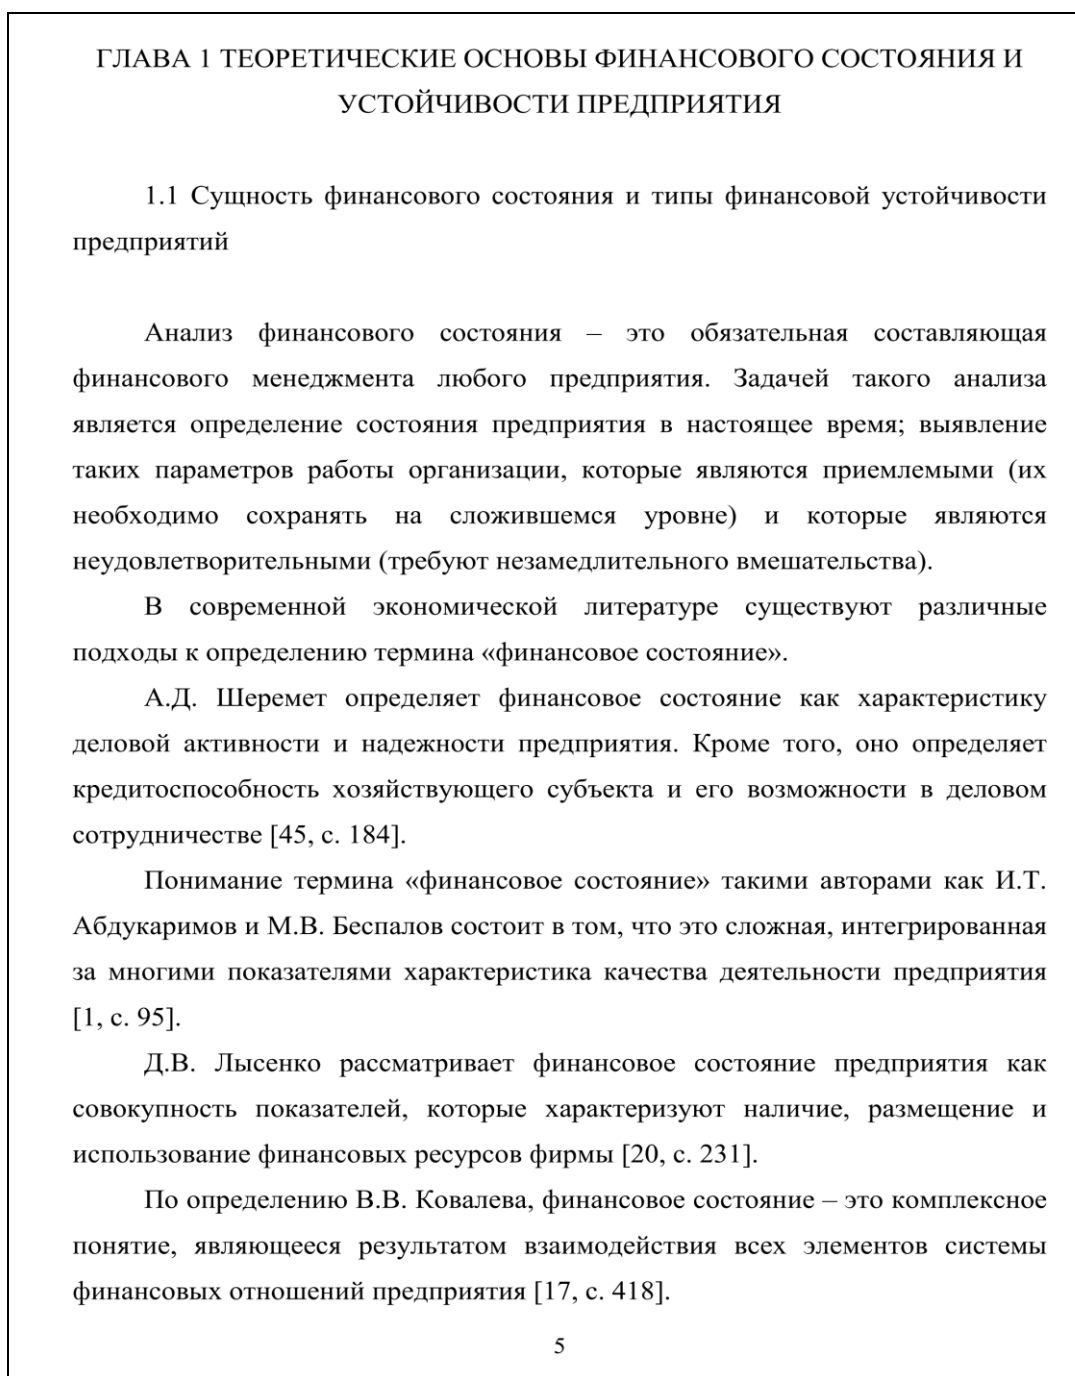 ГЛАВА 1 ТЕОРЕТИЧЕСКИЕ ОСНОВЫ ФИНАНСОВОГО СОСТОЯНИЯ И
УСТОЙЧИВОСТИ ПРЕДПРИЯТИЯ
1.1 Сущность финансового состояния и типы финансовой устойчивости
предприятий
Анализ финансового состояния – это обязательная составляющая
финансового менеджмента любого предприятия. Задачей такого анализа
является определение состояния предприятия в настоящее время; выявление
таких параметров работы организации, которые являются приемлемыми (их
необходимо сохранять на сложившемся уровне) и которые являются
неудовлетворительными (требуют незамедлительного вмешательства).
В современной экономической литературе существуют различные
подходы к определению термина «финансовое состояние».
А.Д. Шеремет определяет финансовое состояние как характеристику
деловой активности и надежности предприятия. Кроме того, оно определяет
кредитоспособность хозяйствующего субъекта и его возможности в деловом
сотрудничестве [45, с. 184].
Понимание термина «финансовое состояние» такими авторами как И.Т.
Абдукаримов и М.В. Беспалов состоит в том, что это сложная, интегрированная
за многими показателями характеристика качества деятельности предприятия
[1, с. 95].
Д.В. Лысенко рассматривает финансовое состояние предприятия как
совокупность показателей, которые характеризуют наличие, размещение и
использование финансовых ресурсов фирмы [20, с. 231].
По определению В.В. Ковалева, финансовое состояние – это комплексное
понятие, являющееся результатом взаимодействия всех элементов системы
финансовых отношений предприятия [17, с. 418].
5